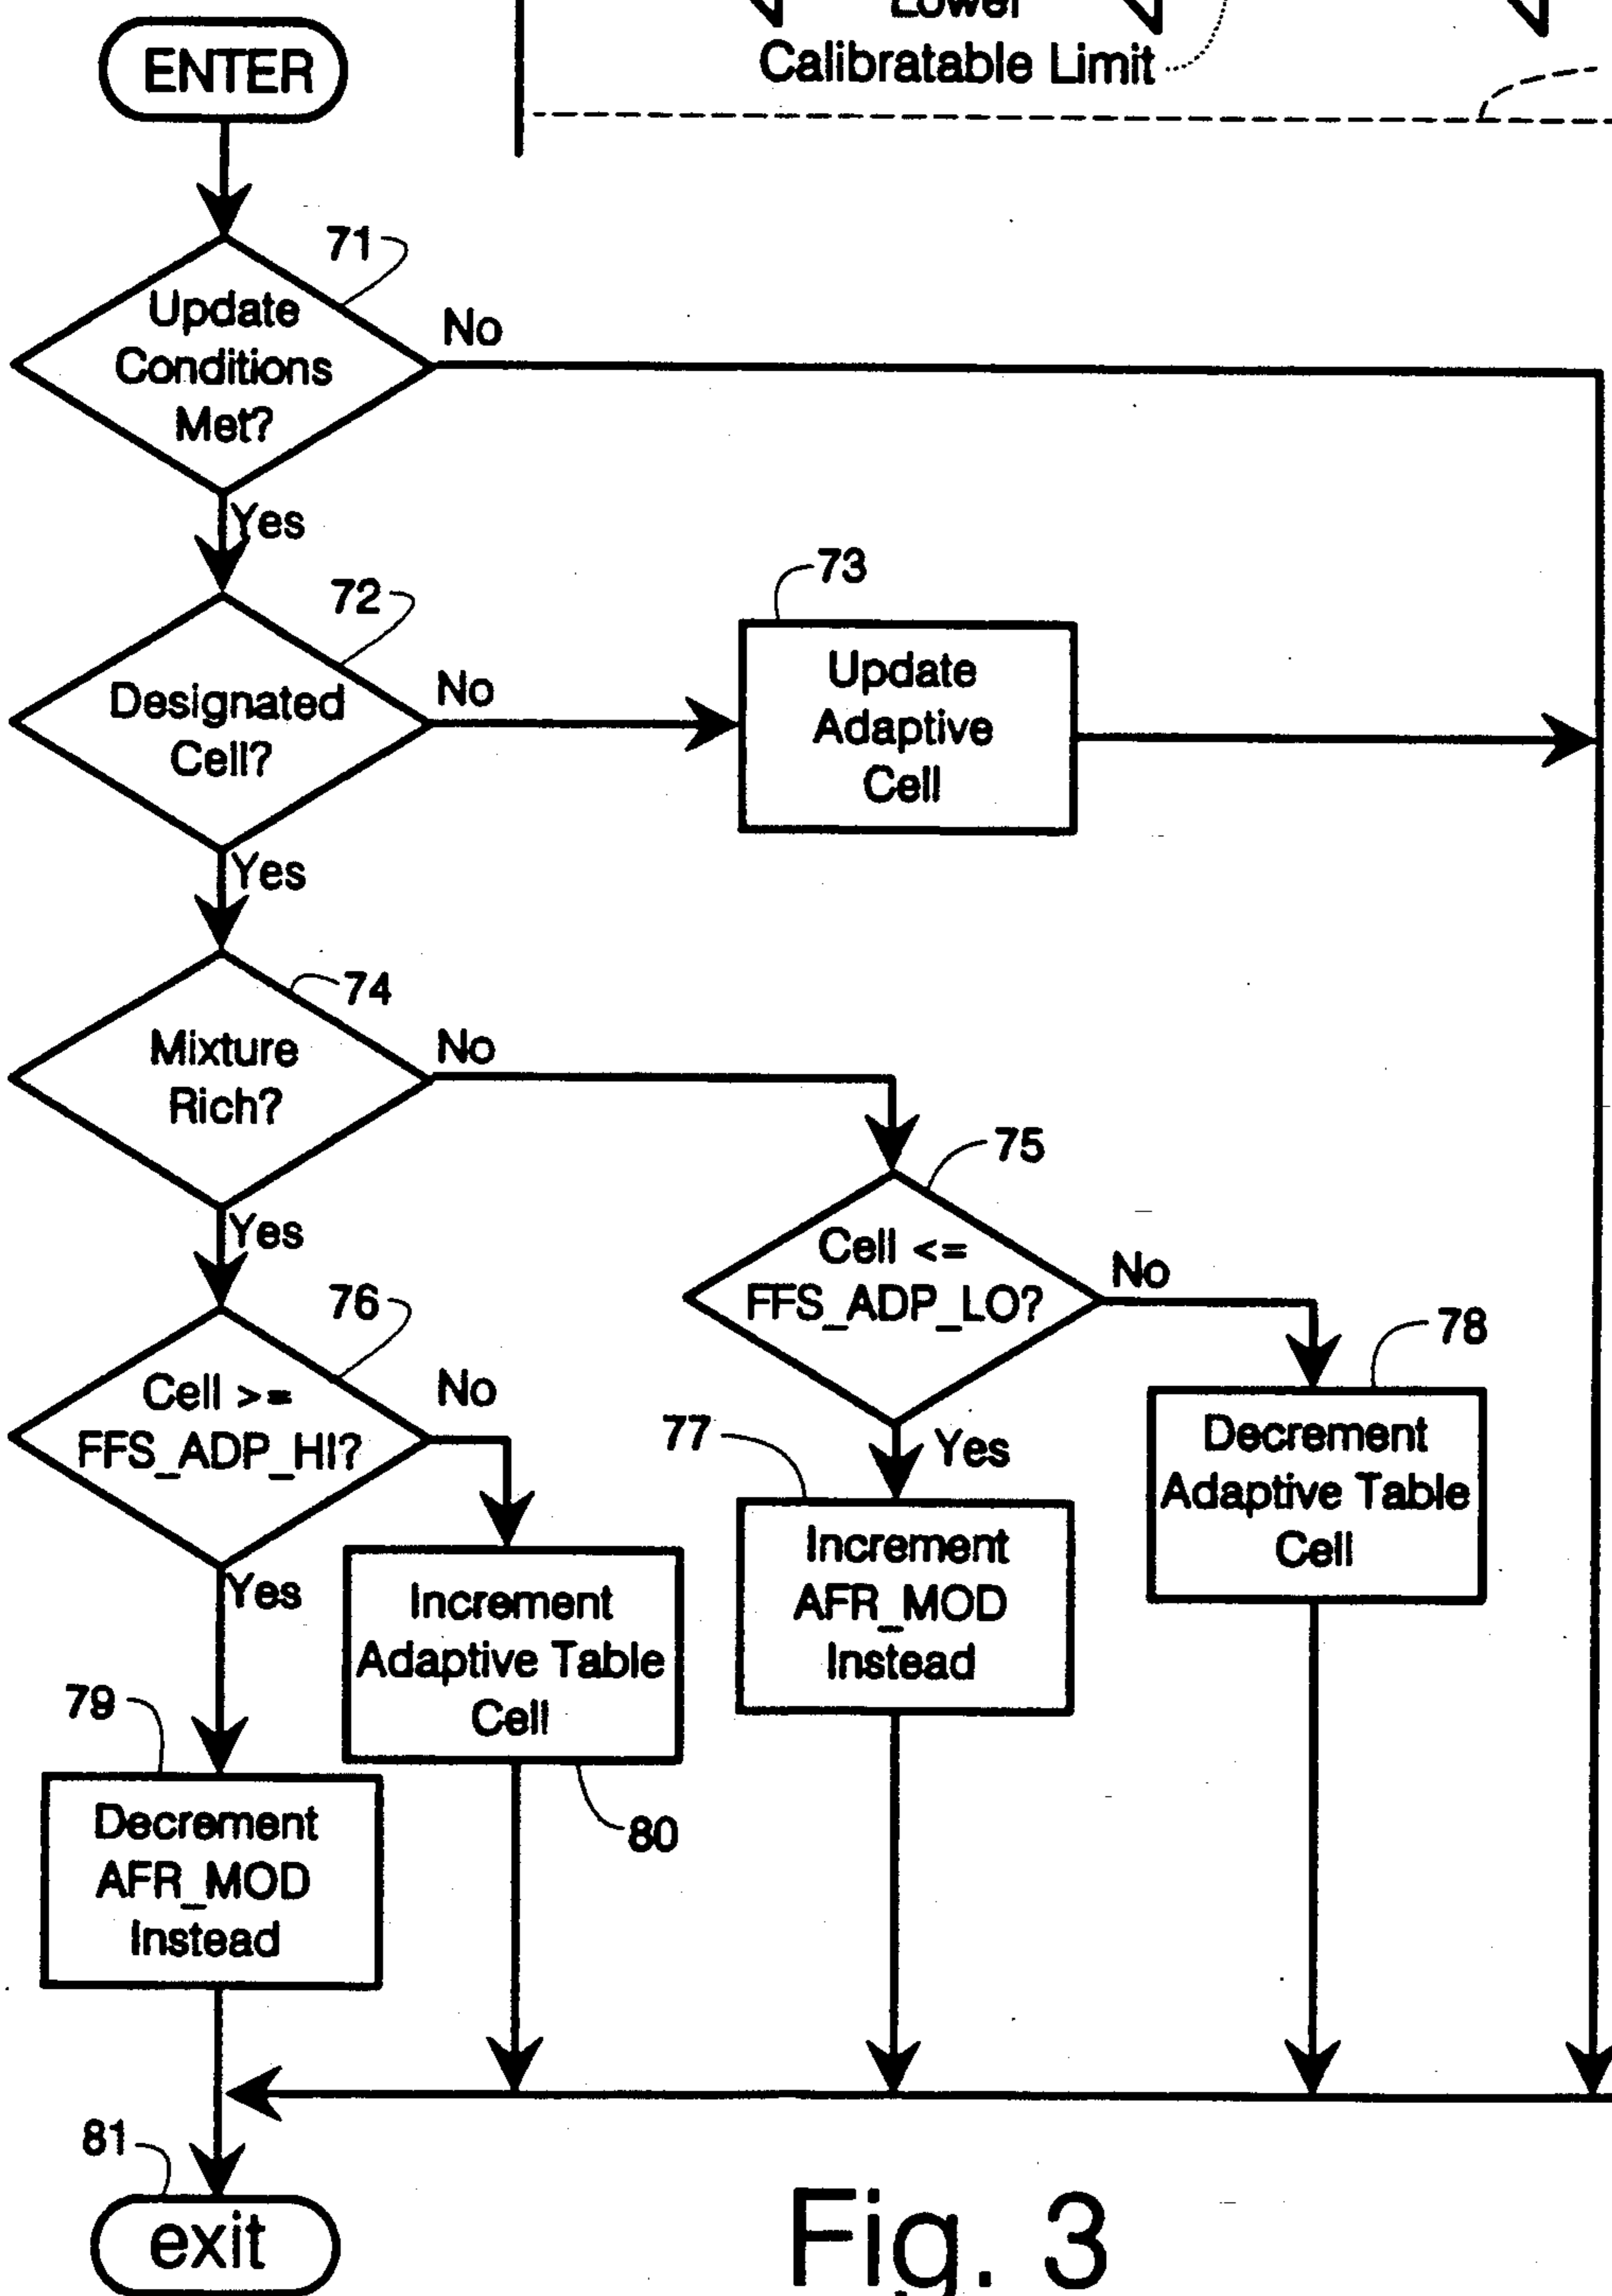 Lower
Calibratable Limit
ENTER
71
Update
Conditions
Met?
No
Yes
72
Designated
Cell?
No
73
Update
Adaptive
Cell
Yes
74
Mixture
Rich?
No
75
Cell <=
FFS_ADP_LO?
No
Yes
76
Cell >=
FFS_ADP_HI?
No
77
Increment
AFR_MOD
Instead
Yes
78
Decrement
Adaptive Table
Cell
Yes
79
Decrement
AFR_MOD
Instead
Increment
Adaptive Table
Cell
80
81
exit
Fig. 3